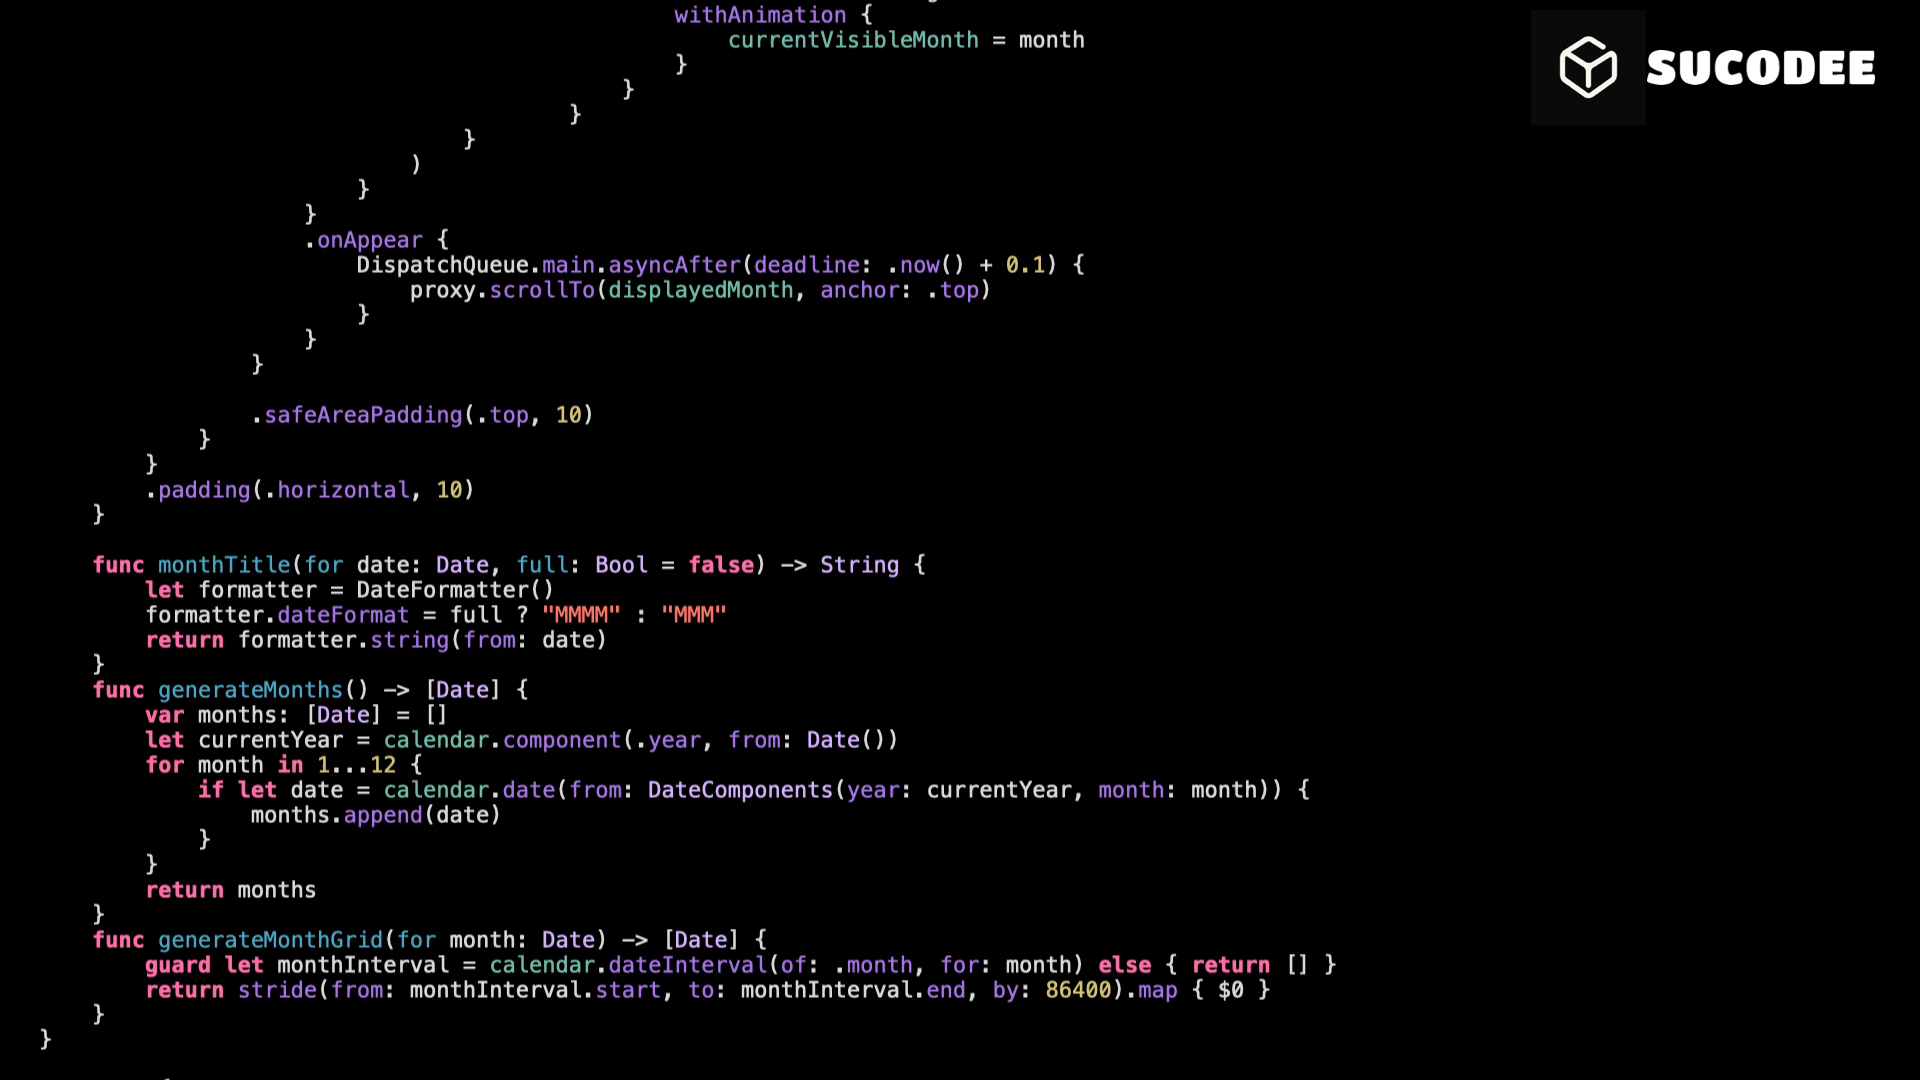 withAnimation {
currentVisibleMonth = month
}
}
}
}
)
}
}
.onAppear {
DispatchQueue.main.asyncAfter(deadline: .now() + 0.1) {
proxy.scrollTo(displayedMonth, anchor: .top)
}
}
}
.safeAreaPadding(.top, 10)
}
}
.padding(.horizontal, 10)
}
func monthTitle(for date: Date, full: Bool = false) -> String {
let formatter = DateFormatter()
formatter.dateFormat = full ? "MMMM" : "MMM"
return formatter.string(from: date)
}
func generateMonths() -> [Date] {
var months: [Date] = []
let currentYear = calendar.component(.year, from: Date())
for month in 1...12 {
if let date = calendar.date(from: DateComponents(year: currentYear, month: month)) {
months.append(date)
}
}
return months
}
func generateMonthGrid(for month: Date) -> [Date] {
guard let monthInterval = calendar.dateInterval(of: .month, for: month) else { return [] }
return stride(from: monthInterval.start, to: monthInterval.end, by: 86400).map { $0 }
}
}
SUCODEE